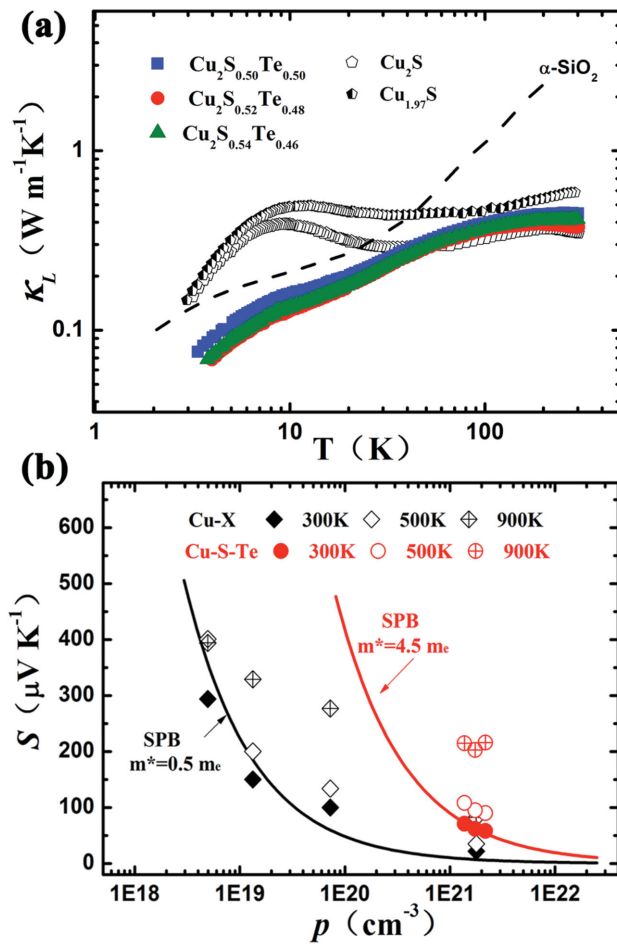 (a)
Cu₂S₀.₅₀Te₀.₅₀
Cu₂S₀.₅₂Te₀.₄₈
Cu₂S₀.₅₄Te₀.₄₆
Cu₂S
Cu₁.₉₇S
α-SiO₂
κ_L (W m⁻¹K⁻¹)
1
0.1
1 10 100
T (K)
(b)
Cu-X 300K 500K 900K
Cu-S-Te 300K 500K 900K
SPB
m*=4.5 mₑ
SPB
m*=0.5 mₑ
S (μV K⁻¹)
600
500
400
300
200
100
0
1E18 1E19 1E20 1E21 1E22
p (cm⁻³)